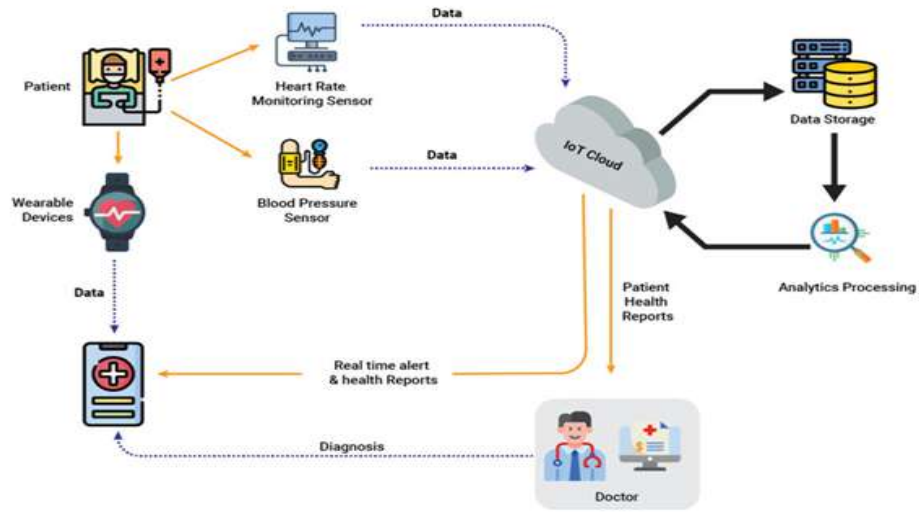 Data
Patient
Heart Rate
Monitoring Sensor
Data Storage
IoT Cloud
Data
Wearable
Devices
Blood Pressure
Sensor
Analytics Processing
Data
Patient
Health
Reports
Real time alert
& health Reports
Diagnosis
Doctor